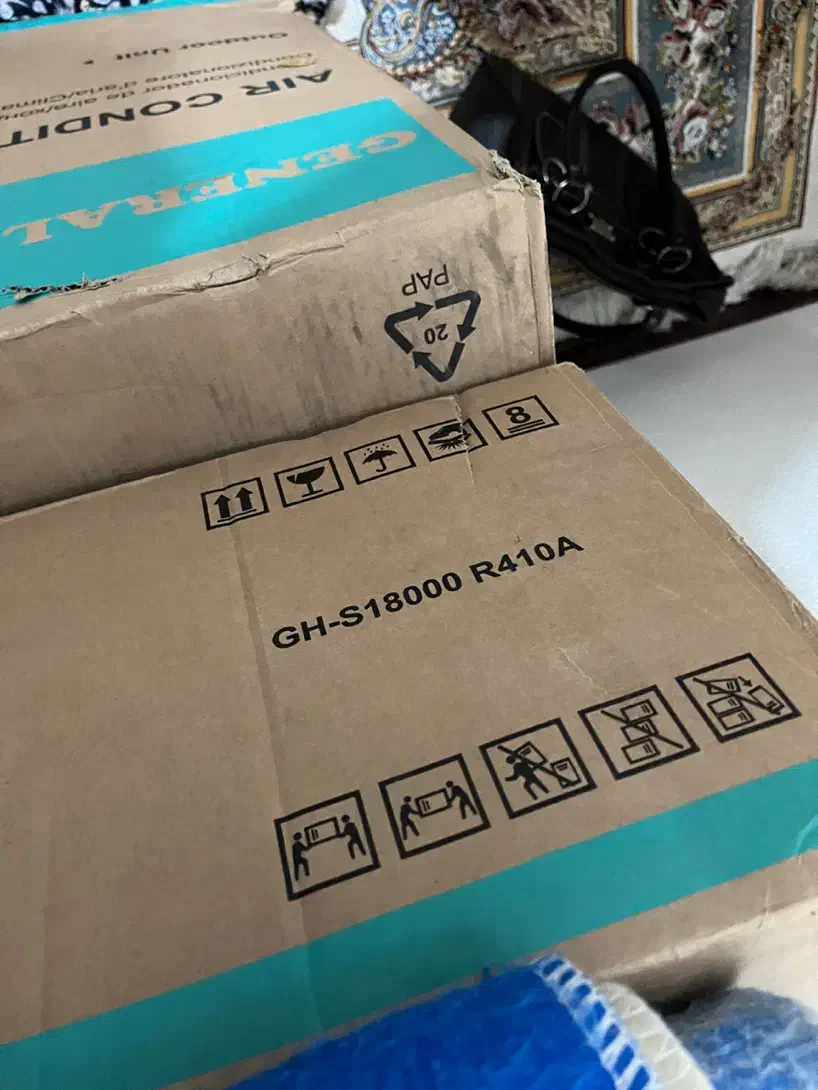 Outdoor Unit
AIR CONDIT
GENERAL
20
PAP
8
GH-S18000 R410A